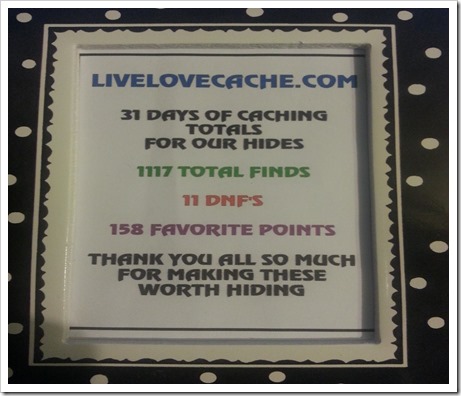 LIVELOVECACHE.COM
31 DAYS OF CACHING
TOTALS
FOR OUR HIDES
1117 TOTAL FINDS
11 DNF'S
158 FAVORITE POINTS
THANK YOU ALL SO MUCH
FOR MAKING THESE
WORTH HIDING